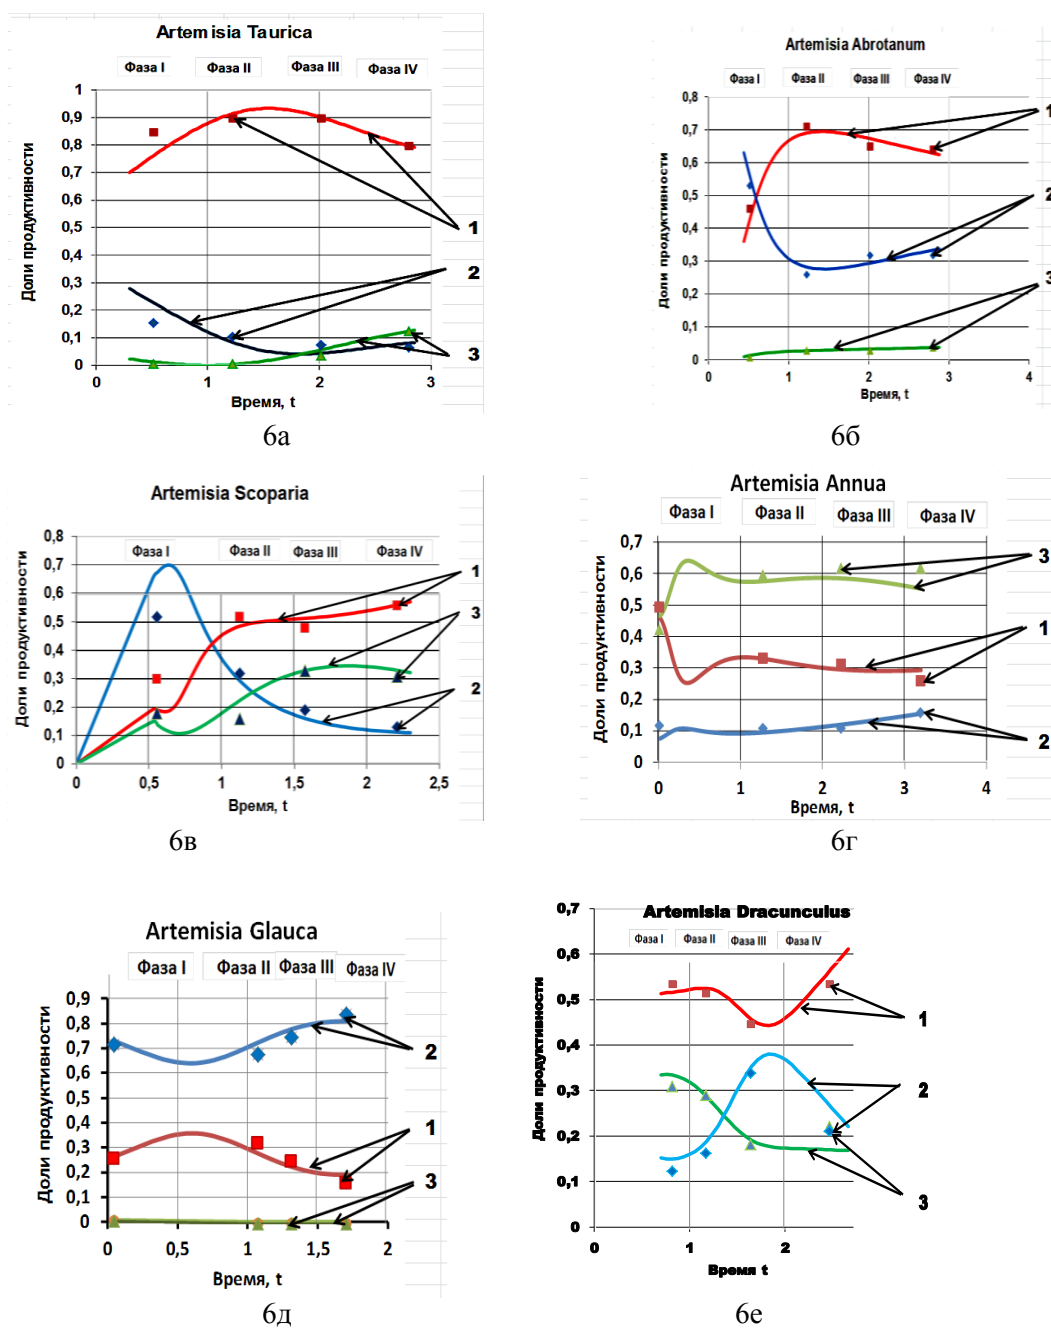 Artemisia Taurica
Фаза I Фаза II Фаза III Фаза IV
Доли продуктивности
1
0,9
0,8
0,7
0,6
0,5
0,4
0,3
0,2
0,1
0
0 1 2 3
Время, t
1
2
3
6а
Artemisia Abrotanum
Фаза I Фаза II Фаза III Фаза IV
Доли продуктивности
0,8
0,7
0,6
0,5
0,4
0,3
0,2
0,1
0
0 1 2 3 4
Время, t
1
2
3
6б
Artemisia Scoparia
Фаза I Фаза II Фаза III Фаза IV
Доли продуктивности
0,8
0,7
0,6
0,5
0,4
0,3
0,2
0,1
0
0 0,5 1 1,5 2 2,5
Время, t
1
3
2
6в
Artemisia Annua
Фаза I Фаза II Фаза III Фаза IV
Доли продуктивности
0,7
0,6
0,5
0,4
0,3
0,2
0,1
0
0 1 2 3 4
Время, t
3
1
2
6г
Artemisia Glauca
Фаза I Фаза II Фаза III Фаза IV
Доли продуктивности
0,9
0,8
0,7
0,6
0,5
0,4
0,3
0,2
0,1
0
0 0,5 1 1,5 2
Время, t
2
1
3
6д
Artemisia Dracunculus
Фаза I Фаза II Фаза III Фаза IV
Доли продуктивности
0,7
0,6
0,5
0,4
0,3
0,2
0,1
0
0 1 2
Время t
1
2
3
6е